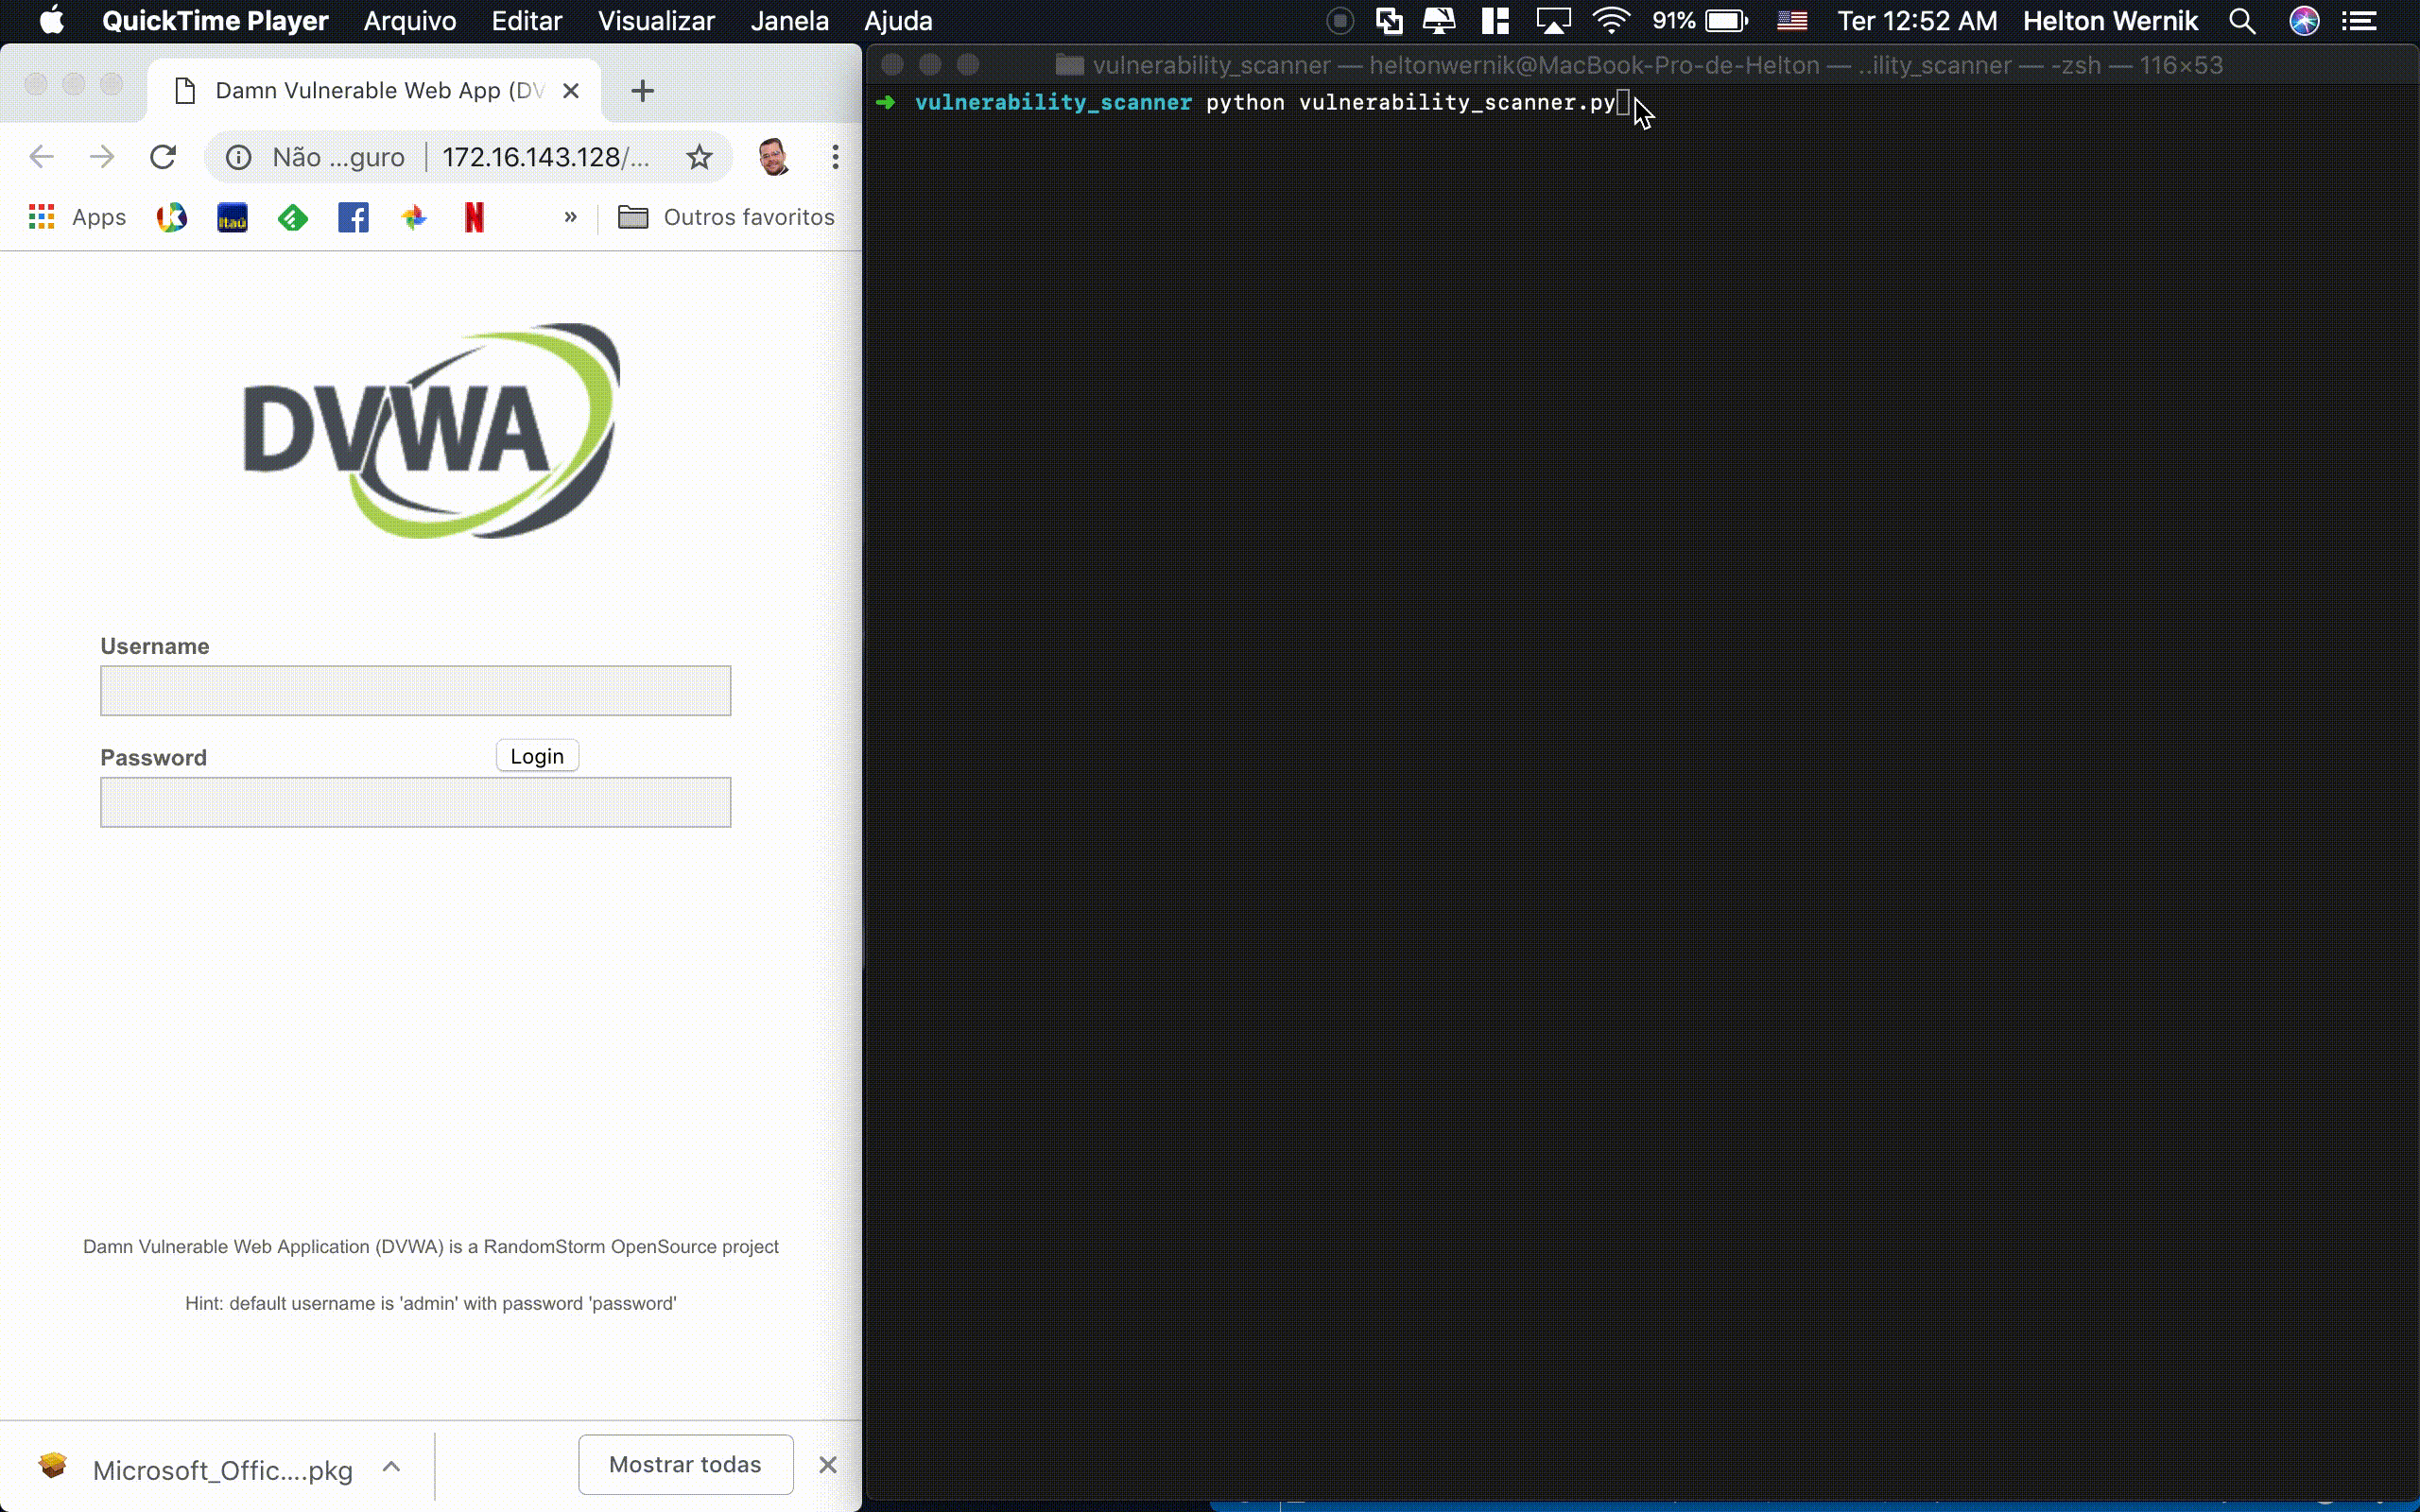 QuickTime Player Arquivo Editar Visualizar Janela Ajuda 91% Ter 12:52 AM Helton Wernik
Damn Vulnerable Web App (DV
Não ...guro 172.16.143.128/...
Apps Itaú N » Outros favoritos
DVWA
Username
Password
Login
Damn Vulnerable Web Application (DVWA) is a RandomStorm OpenSource project
Hint: default username is 'admin' with password 'password'
Microsoft_Offic....pkg Mostrar todas
vulnerability_scanner — heltonwernik@MacBook-Pro-de-Helton — ..ility_scanner — -zsh — 116×53
➜ vulnerability_scanner python vulnerability_scanner.py